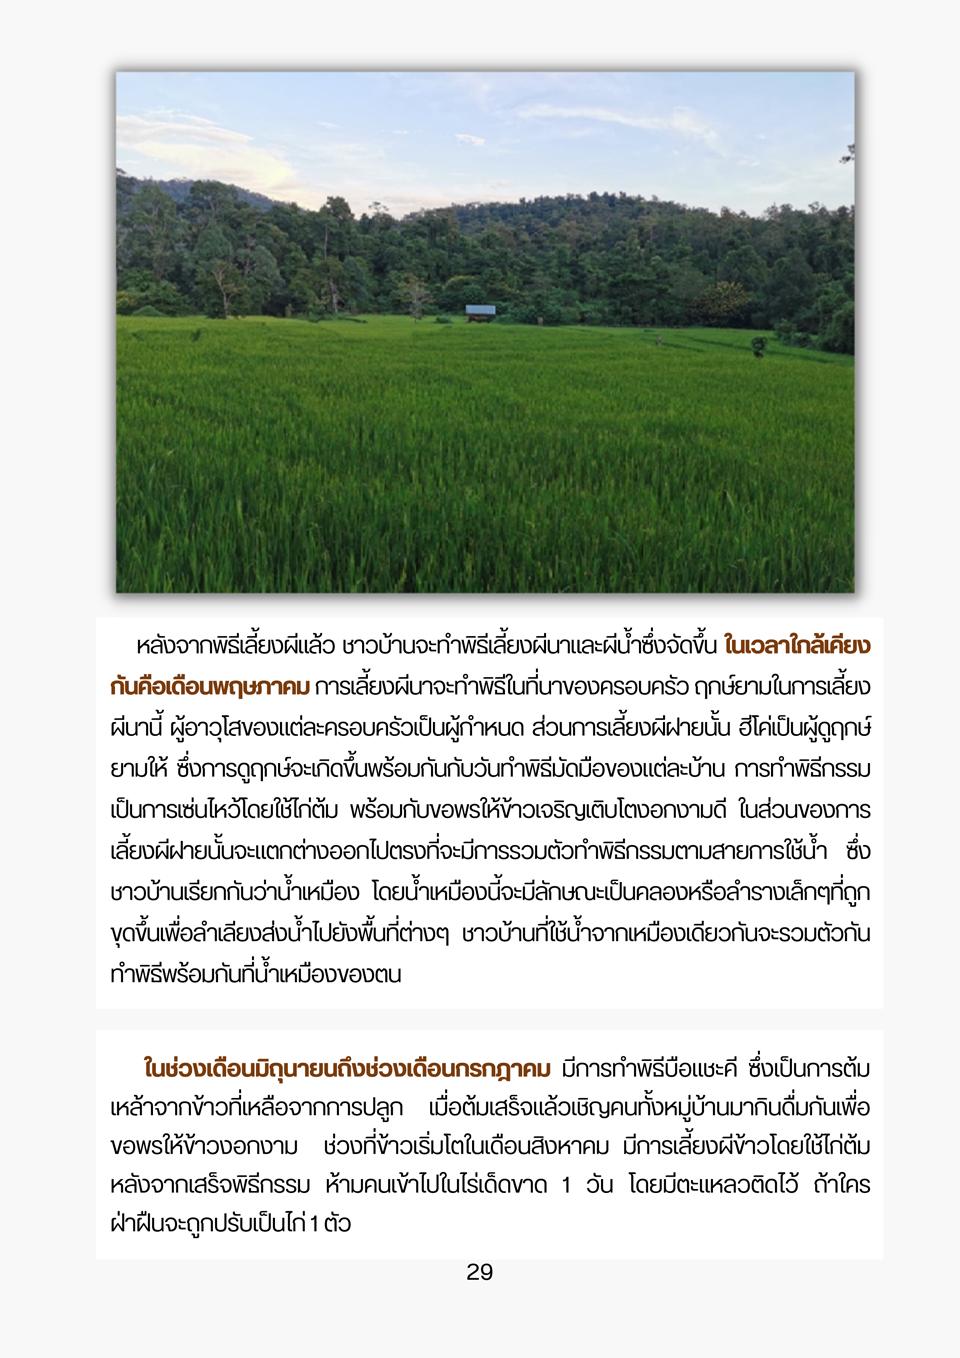 หลังจากพิธีเลี้ยงผีแล้ว ชาวบ้านจะทำพิธีเลี้ยงผีนาและผีน้ำซึ่งจัดขึ้น ในเวลาใกล้เคียง
กันคือเดือนพฤษภาคม การเลี้ยงผีนาจะทำพิธีในที่นาของครอบครัว ฤกษ์ยามในการเลี้ยง
ผีนานี้ ผู้อาวุโสของแต่ละครอบครัวเป็นผู้กำหนด ส่วนการเลี้ยงผีฝายนั้น ฮีโค่เป็นผู้ดูฤกษ์
ยามให้ ซึ่งการดูฤกษ์จะเกิดขึ้นพร้อมกันกับวันทำพิธีมัดมือของแต่ละบ้าน การทำพิธีกรรม
เป็นการเซ่นไหว้โดยใช้ไก่ต้ม พร้อมกับขอพรให้ข้าวเจริญเติบโตงอกงามดี ในส่วนของการ
เลี้ยงผีฝายนั้นจะแตกต่างออกไปตรงที่จะมีการรวมตัวทำพิธีกรรมตามสายการใช้น้ำ ซึ่ง
ชาวบ้านเรียกกันว่าน้ำเหมือง โดยน้ำเหมืองนี้จะมีลักษณะเป็นคลองหรือลำรางเล็กๆที่ถูก
ขุดขึ้นเพื่อลำเลียงส่งน้ำไปยังพื้นที่ต่างๆ ชาวบ้านที่ใช้น้ำจากเหมืองเดียวกันจะรวมตัวกัน
ทำพิธีพร้อมกันที่น้ำเหมืองของตน
ในช่วงเดือนมิถุนายนถึงช่วงเดือนกรกฎาคม มีการทำพิธีบือแชะคี ซึ่งเป็นการต้ม
เหล้าจากข้าวที่เหลือจากการปลูก เมื่อต้มเสร็จแล้วเชิญคนทั้งหมู่บ้านมากินดื่มกันเพื่อ
ขอพรให้ข้าวงอกงาม ช่วงที่ข้าวเริ่มโตในเดือนสิงหาคม มีการเลี้ยงผีข้าวโดยใช้ไก่ต้ม
หลังจากเสร็จพิธีกรรม ห้ามคนเข้าไปในไร่เด็ดขาด 1 วัน โดยมีตะแหลวติดไว้ ถ้าใคร
ฝ่าฝืนจะถูกปรับเป็นไก่ 1 ตัว
29